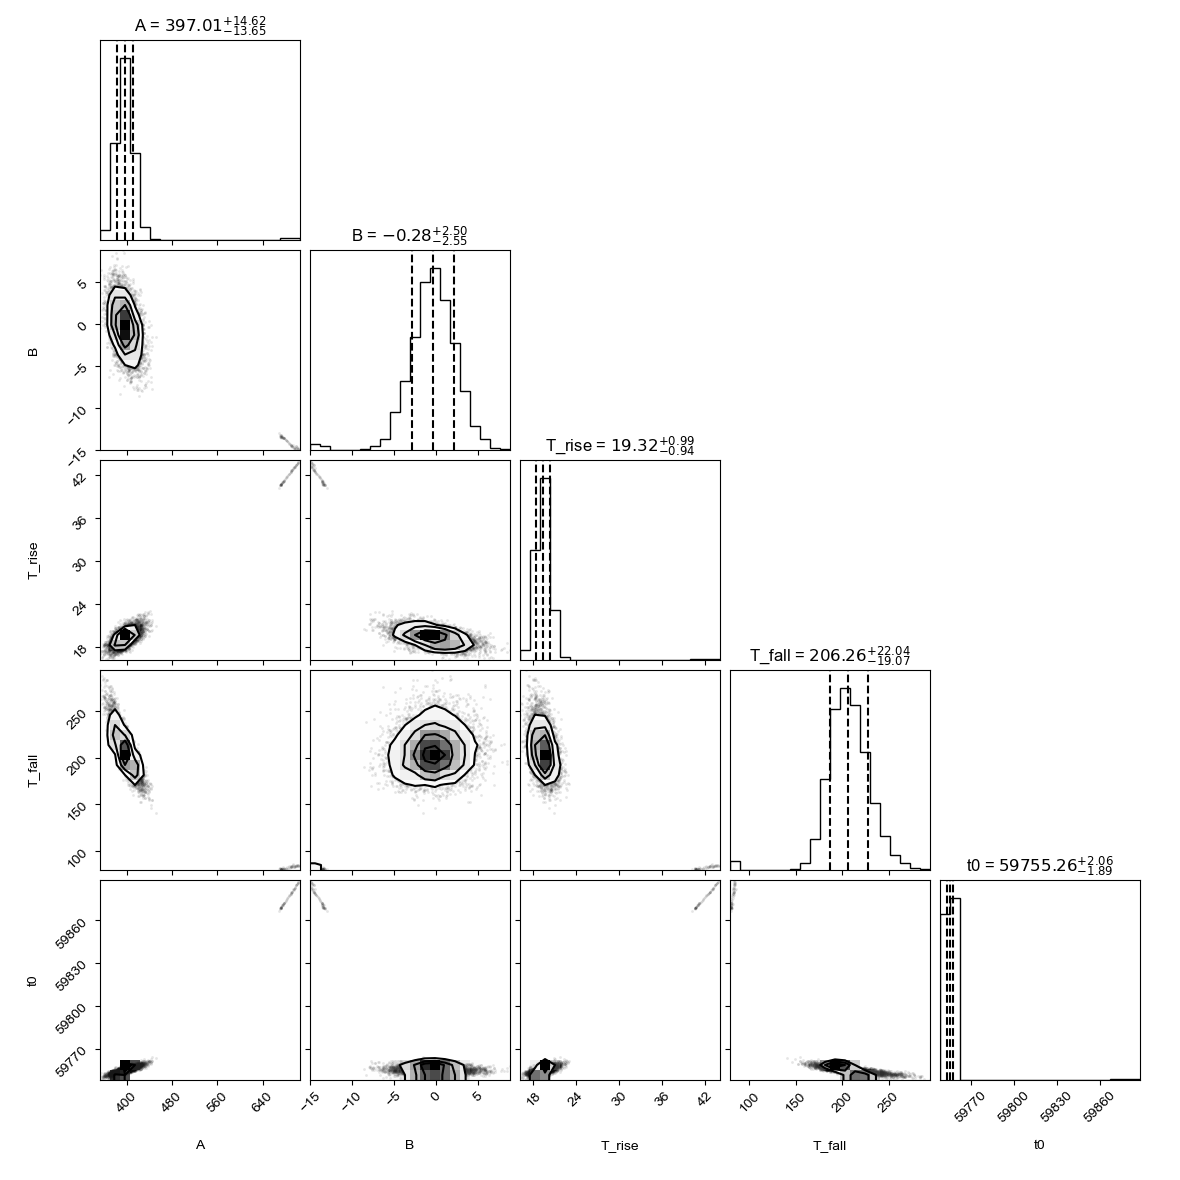 A = 397.01 +14.62 −13.65
B = −0.28 +2.50 −2.55
5
0
−5
−10
−15
B
T_rise = 19.32 +0.99 −0.94
42
36
30
24
18
T_rise
T_fall = 206.26 +22.04 −19.07
250
200
150
100
T_fall
t0 = 59755.26 +2.06 −1.89
59860
59830
59800
59770
t0
400 480 560 640 −15 −10 −5 0 5 18 24 30 36 42 100 150 200 250 59770 59800 59830 59860
A B T_rise T_fall t0